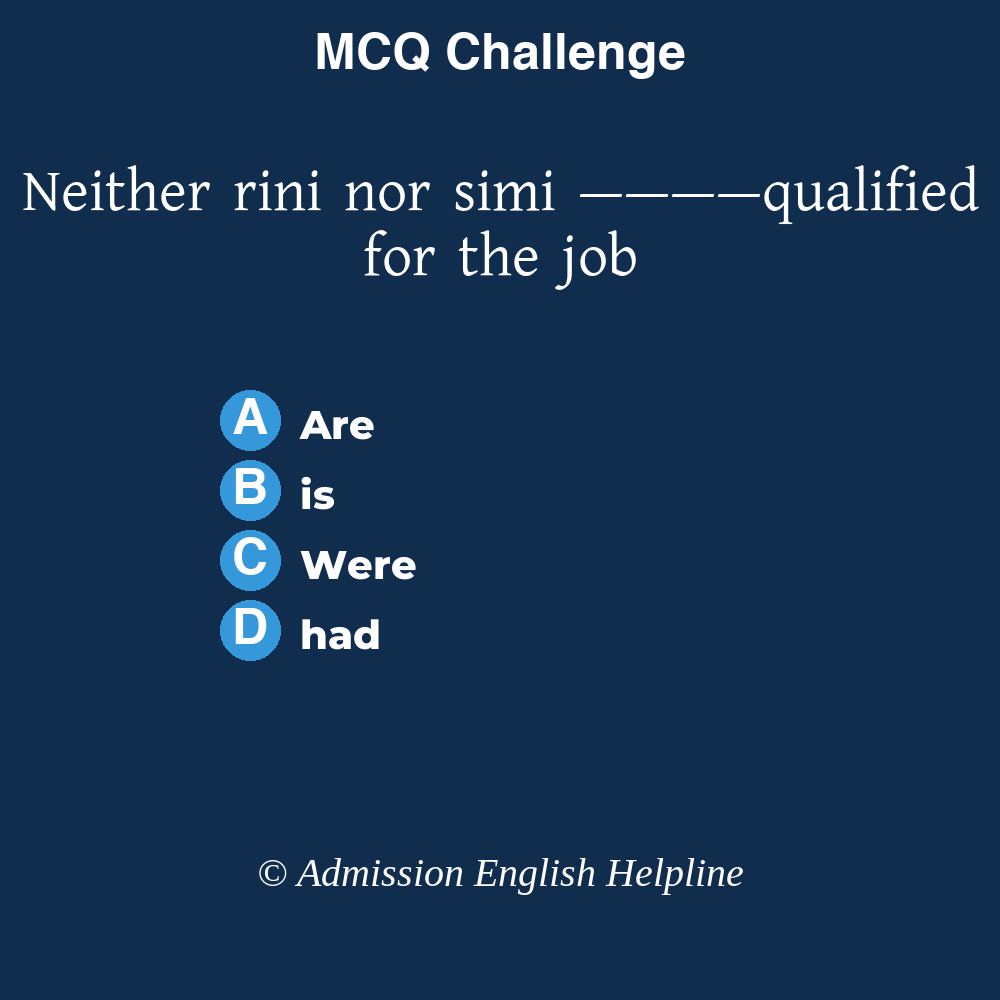 MCQ Challenge
Neither rini nor simi ————qualified
for the job
A Are
B is
C Were
D had
© Admission English Helpline